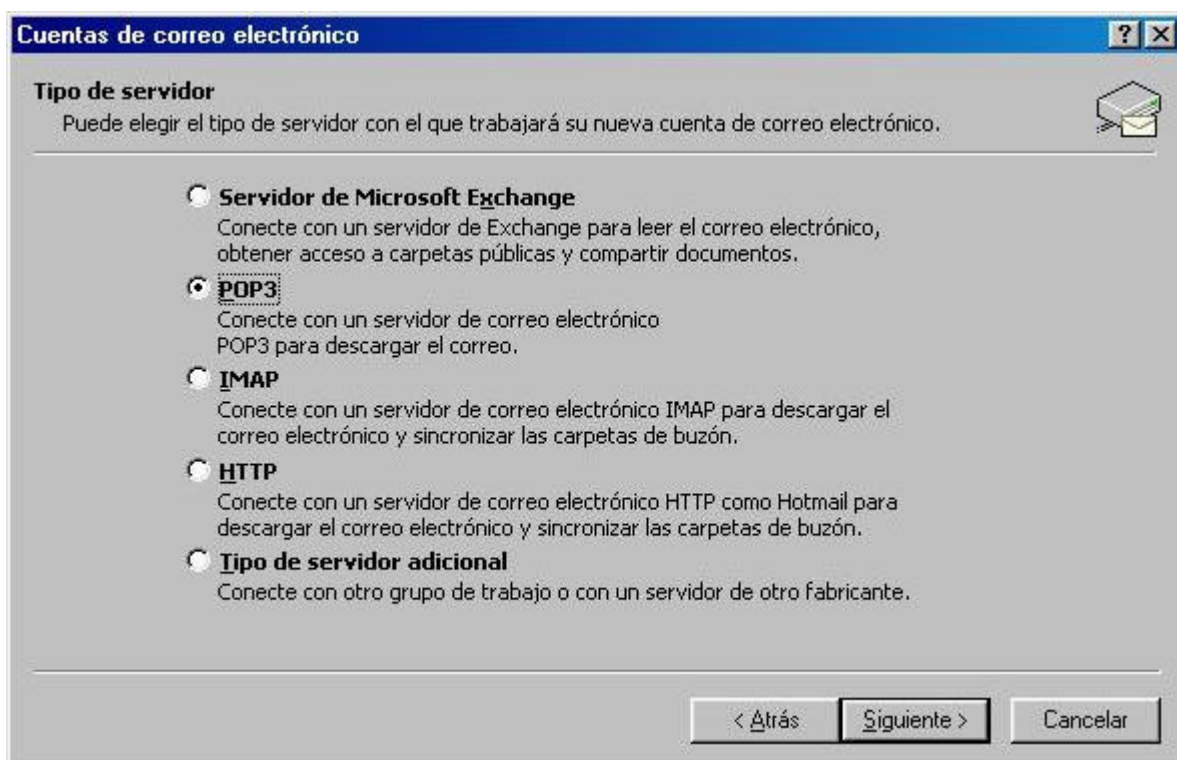 Cuentas de correo electrónico
Tipo de servidor
Puede elegir el tipo de servidor con el que trabajará su nueva cuenta de correo electrónico.
Servidor de Microsoft Exchange
Conecte con un servidor de Exchange para leer el correo electrónico,
obtener acceso a carpetas públicas y compartir documentos.
POP3
Conecte con un servidor de correo electrónico
POP3 para descargar el correo.
IMAP
Conecte con un servidor de correo electrónico IMAP para descargar el
correo electrónico y sincronizar las carpetas de buzón.
HTTP
Conecte con un servidor de correo electrónico HTTP como Hotmail para
descargar el correo electrónico y sincronizar las carpetas de buzón.
Tipo de servidor adicional
Conecte con otro grupo de trabajo o con un servidor de otro fabricante.
< Atrás Siguiente > Cancelar